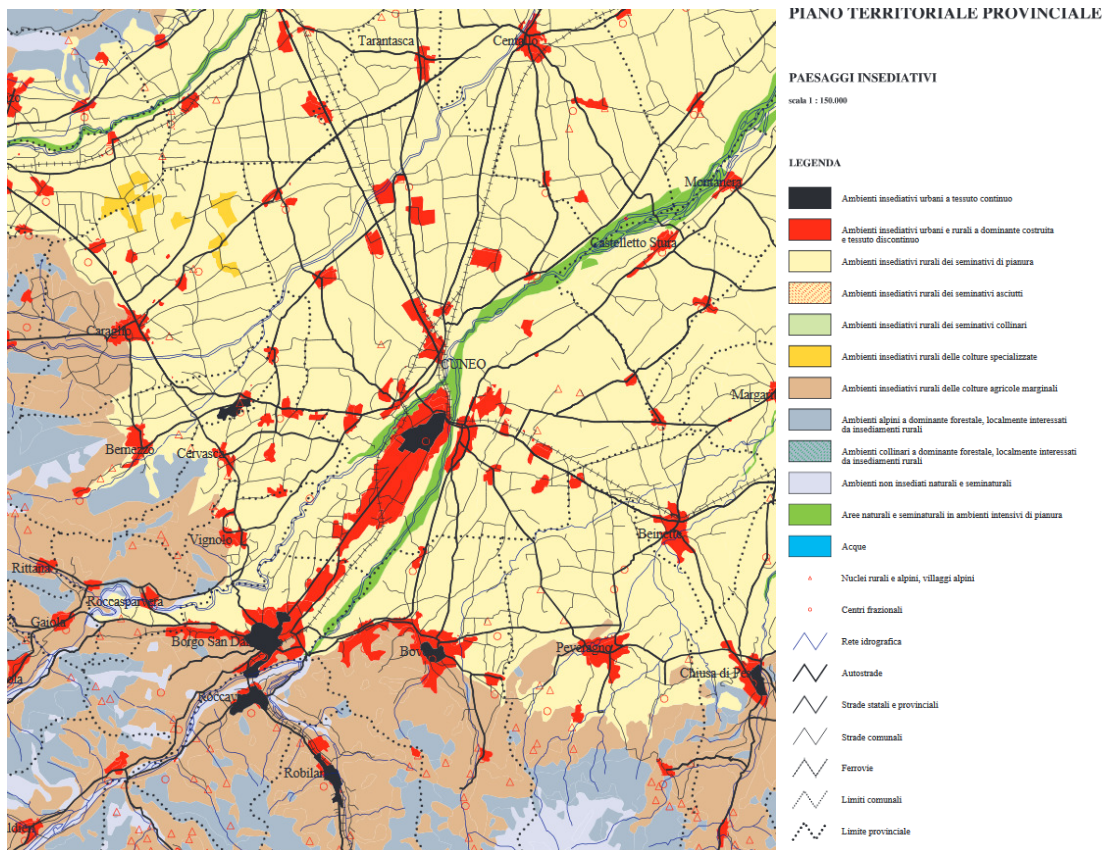 PIANO TERRITORIALE PROVINCIALE
PAESAGGI INSEDIATIVI
scala 1 : 150.000
LEGENDA
Ambienti insediativi urbani a tessuto continuo
Ambienti insediativi urbani e rurali a dominante costruita
e tessuto discontinuo
Ambienti insediativi rurali dei seminativi di pianura
Ambienti insediativi rurali dei seminativi asciutti
Ambienti insediativi rurali dei seminativi collinari
Ambienti insediativi rurali delle colture specializzate
Ambienti insediativi rurali delle colture agricole marginali
Ambienti alpini a dominante forestale, localmente interessati
da insediamenti rurali
Ambienti collinari a dominante forestale, localmente interessati
da insediamenti rurali
Ambienti non insediati naturali e seminaturali
Aree naturali e seminaturali in ambienti intensivi di pianura
Acque
Nuclei rurali e alpini, villaggi alpini
Centri frazionali
Rete idrografica
Autostrade
Strade statali e provinciali
Strade comunali
Ferrovie
Limiti comunali
Limite provinciale
Tarantasca
Centallo
Montanera
Castelletto Stura
Caraglio
CUNEO
Margari
Bernezzo
Cervasca
Vignolo
Beinette
Rittana
Roccasparvera
Gaiola
Borgo San Da
Bov
Peveragno
Chiusa di Pe
ola
Roccav
Robila
ldieri